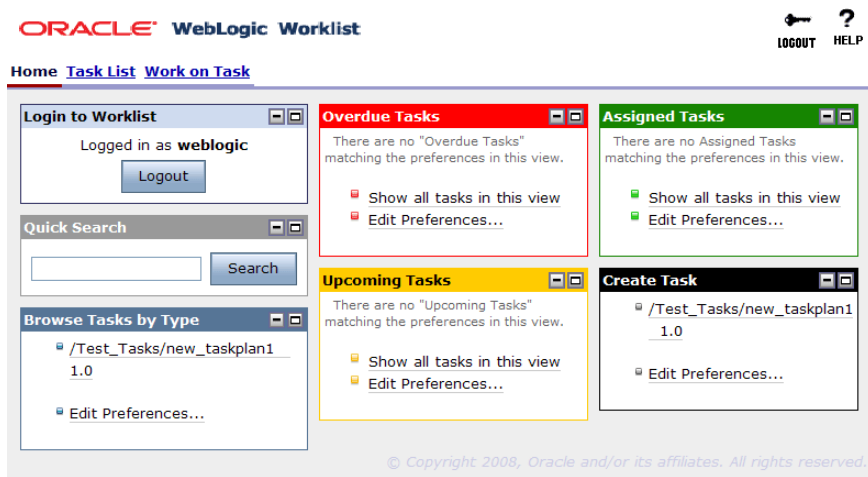 ORACLE WebLogic Worklist
LOGOUT HELP
Home Task List Work on Task
Login to Worklist
Logged in as weblogic
Logout
Quick Search
Search
Browse Tasks by Type
/Test_Tasks/new_taskplan1
1.0
Edit Preferences...
Overdue Tasks
There are no "Overdue Tasks"
matching the preferences in this view.
Show all tasks in this view
Edit Preferences...
Upcoming Tasks
There are no "Upcoming Tasks"
matching the preferences in this view.
Show all tasks in this view
Edit Preferences...
Assigned Tasks
There are no Assigned Tasks
matching the preferences in this view.
Show all tasks in this view
Edit Preferences...
Create Task
/Test_Tasks/new_taskplan1
1.0
Edit Preferences...
© Copyright 2008, Oracle and/or its affiliates. All rights reserved.